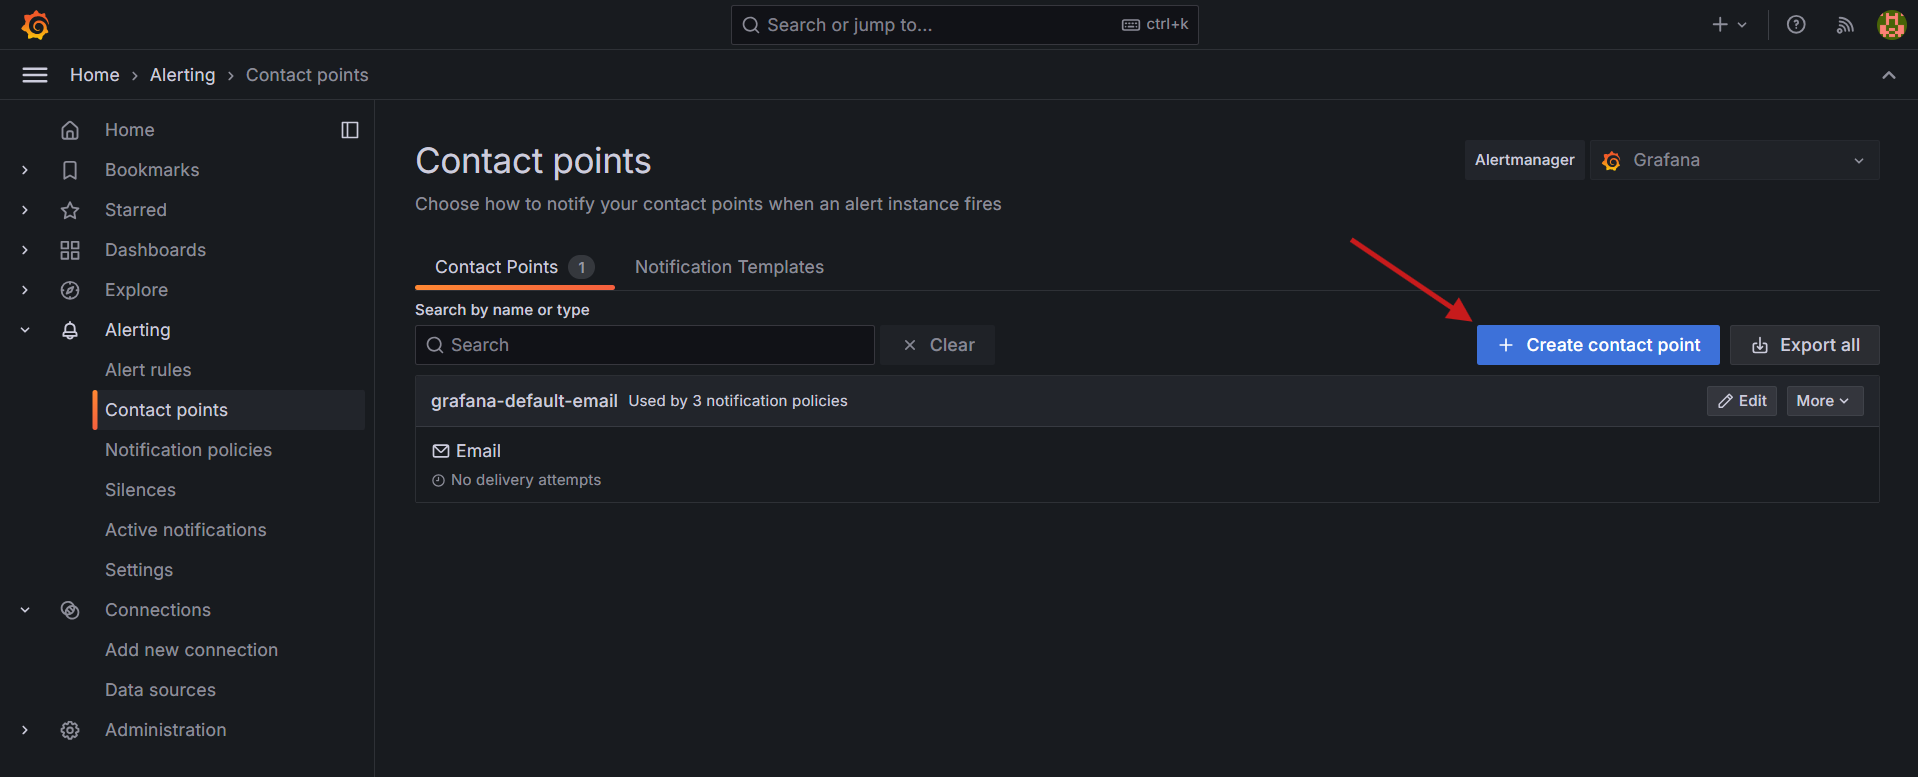 Search or jump to...
ctrl+k
Home › Alerting › Contact points
Home
Bookmarks
Starred
Dashboards
Explore
Alerting
Alert rules
Contact points
Notification policies
Silences
Active notifications
Settings
Connections
Add new connection
Data sources
Administration
Contact points
Alertmanager
Grafana
Choose how to notify your contact points when an alert instance fires
Contact Points 1
Notification Templates
Search by name or type
Search
Clear
Create contact point
Export all
grafana-default-email Used by 3 notification policies
Edit
More
Email
No delivery attempts